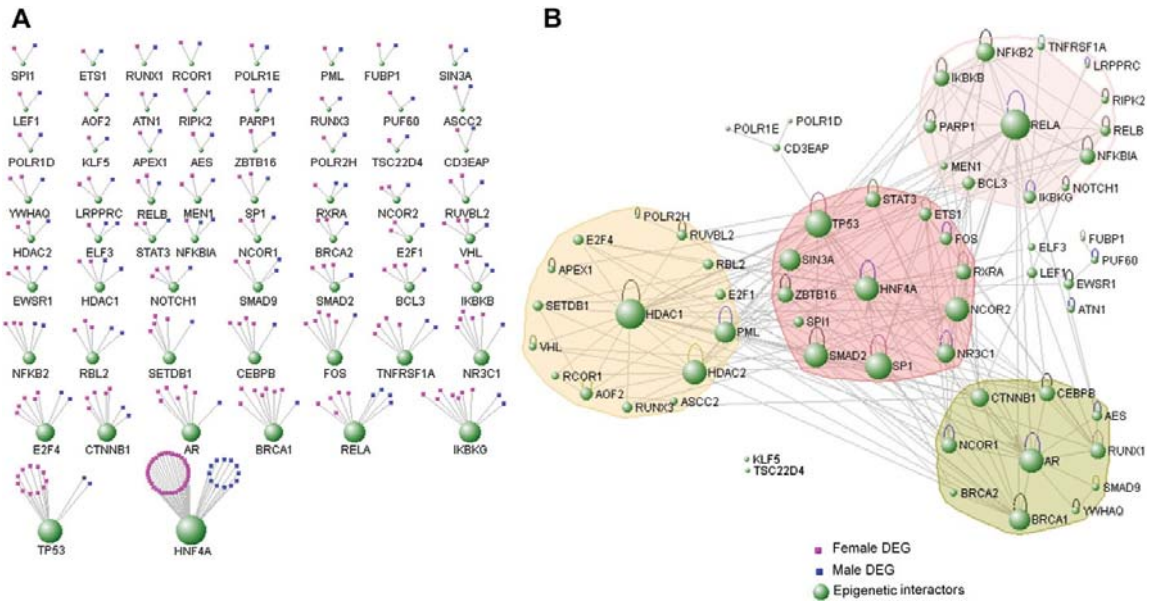 A
SPI1 ETS1 RUNX1 RCOR1 POLR1E PML FUBP1 SIN3A
LEF1 AOF2 ATN1 RIPK2 PARP1 RUNX3 PUF60 ASCC2
POLR1D KLF5 APEX1 AES ZBTB16 POLR2H TSC22D4 CD3EAP
YWHAQ LRPPRC RELB MEN1 SP1 RXRA NCOR2 RUVBL2
HDAC2 ELF3 STAT3 NFKBIA NCOR1 BRCA2 E2F1 VHL
EWSR1 HDAC1 NOTCH1 SMAD9 SMAD2 BCL3 IKBKB
NFKB2 RBL2 SETDB1 CEBPB FOS TNFRSF1A NR3C1
E2F4 CTNNB1 AR BRCA1 RELA IKBKG
TP53 HNF4A
B
NFKB2 TNFRSF1A
LRPPRC
IKBKB
RIPK2
PARP1 RELA RELB
NFKBIA
MEN1
BCL3
IKBKG NOTCH1
POLR1D
POLR1E
CD3EAP
POLR2H
E2F4 RUVBL2
APEX1 RBL2
SETDB1 E2F1
HDAC1
PML
VHL
HDAC2
RCOR1
AOF2
RUNX3 ASCC2
STAT3
TP53 ETS1
FOS
SIN3A
RXRA
ZBTB16 HNF4A
NCOR2
SPI1
SMAD2 SP1 NR3C1
ELF3 FUBP1
PUF60
LEF1 EWSR1
ATN1
CTNNB1 CEBPB
AES
NCOR1 RUNX1
AR
SMAD9
BRCA2
YWHAQ
BRCA1
KLF5
TSC22D4
Female DEG
Male DEG
Epigenetic interactors